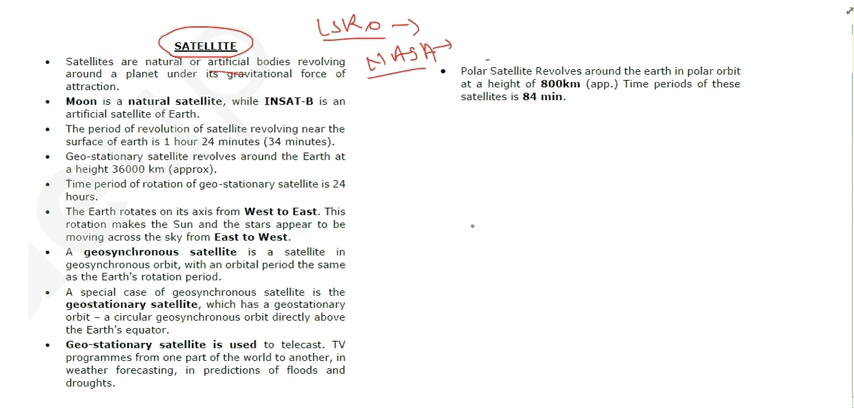 ISRO →
NASA →
SATELLITE
• Satellites are natural or artificial bodies revolving
around a planet under its gravitational force of
attraction.
• Moon is a natural satellite, while INSAT-B is an
artificial satellite of Earth.
• The period of revolution of satellite revolving near the
surface of earth is 1 hour 24 minutes (34 minutes).
• Geo-stationary satellite revolves around the Earth at
a height 36000 km (approx).
• Time period of rotation of geo-stationary satellite is 24
hours.
• The Earth rotates on its axis from West to East. This
rotation makes the Sun and the stars appear to be
moving across the sky from East to West.
• A geosynchronous satellite is a satellite in
geosynchronous orbit, with an orbital period the same
as the Earth's rotation period.
• A special case of geosynchronous satellite is the
geostationary satellite, which has a geostationary
orbit – a circular geosynchronous orbit directly above
the Earth's equator.
• Geo-stationary satellite is used to telecast. TV
programmes from one part of the world to another, in
weather forecasting, in predictions of floods and
droughts.
• Polar Satellite Revolves around the earth in polar orbit
at a height of 800km (app.) Time periods of these
satellites is 84 min.